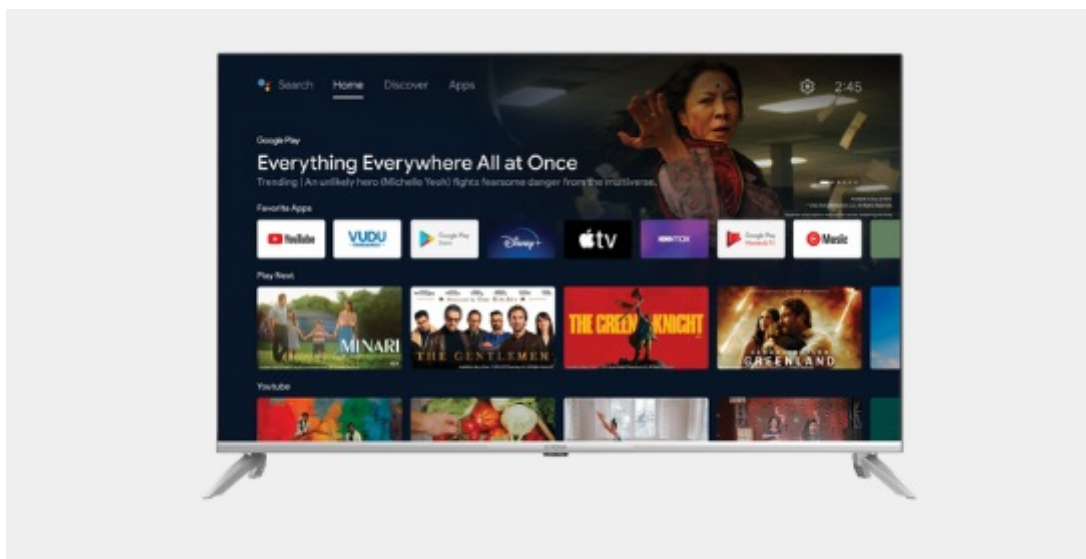 Search Home Discover Apps 2:45
Google Play
Everything Everywhere All at Once
Trending | An unlikely hero (Michelle Yeoh) fights fearsome danger from the multiverse.
Favorite Apps
YouTube VUDU Google Play Store Disney+ tv HBO max Google Play Movies & TV Music
Play Next
MINARI THE GENTLEMEN THE GREEN KNIGHT GREENLAND
Youtube